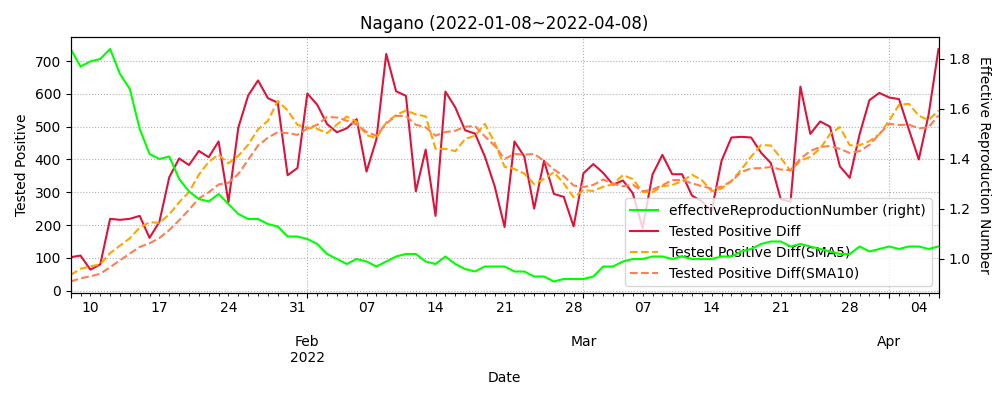 Nagano (2022-01-08~2022-04-08)
Tested Positive
700
600
500
400
300
200
100
0
1.8
1.6
1.4
1.2
1.0
Effective Reproduction Number
effectiveReproductionNumber (right)
Tested Positive Diff
Tested Positive Diff(SMA5)
Tested Positive Diff(SMA10)
10 17 24 31 07 14 21 28 07 14 21 28 04
Feb Mar Apr
2022
Date